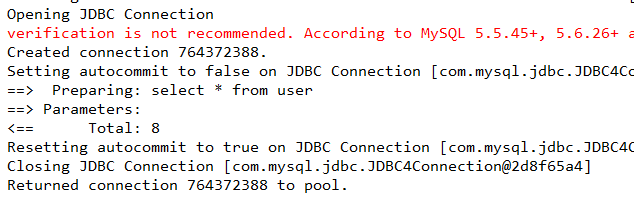 Opening JDBC Connection
verification is not recommended. According to MySQL 5.5.45+, 5.6.26+ a
Created connection 764372388.
Setting autocommit to false on JDBC Connection [com.mysql.jdbc.JDBC4Co
==>  Preparing: select * from user
==> Parameters:
<==      Total: 8
Resetting autocommit to true on JDBC Connection [com.mysql.jdbc.JDBC4C
Closing JDBC Connection [com.mysql.jdbc.JDBC4Connection@2d8f65a4]
Returned connection 764372388 to pool.